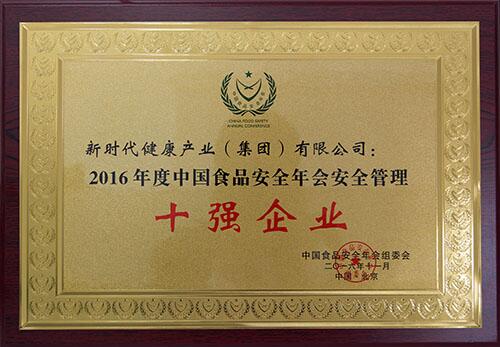 CHINA FOOD SAFETY
ANNUAL CONFERENCE
新时代健康产业（集团）有限公司：
2016年度中国食品安全年会安全管理
十强企业
中国食品安全年会组委会
二〇一六年十一月
中国·北京